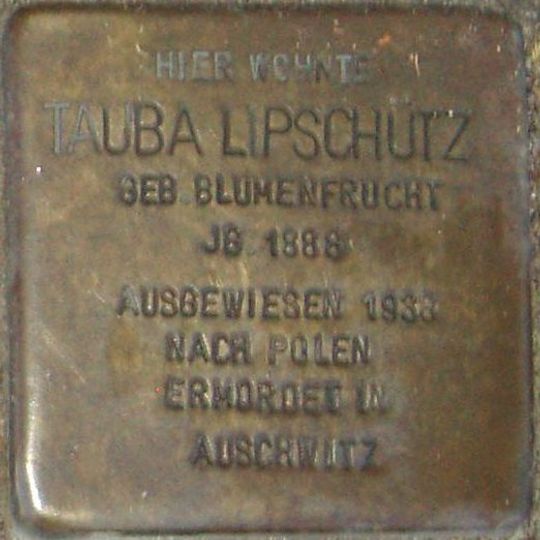 HIER WOHNTE
TAUBA LIPSCHÜTZ
GEB. BLUMENFRUCHT
JG. 1888
AUSGEWIESEN 1938
NACH POLEN
ERMORDET IN
AUSCHWITZ